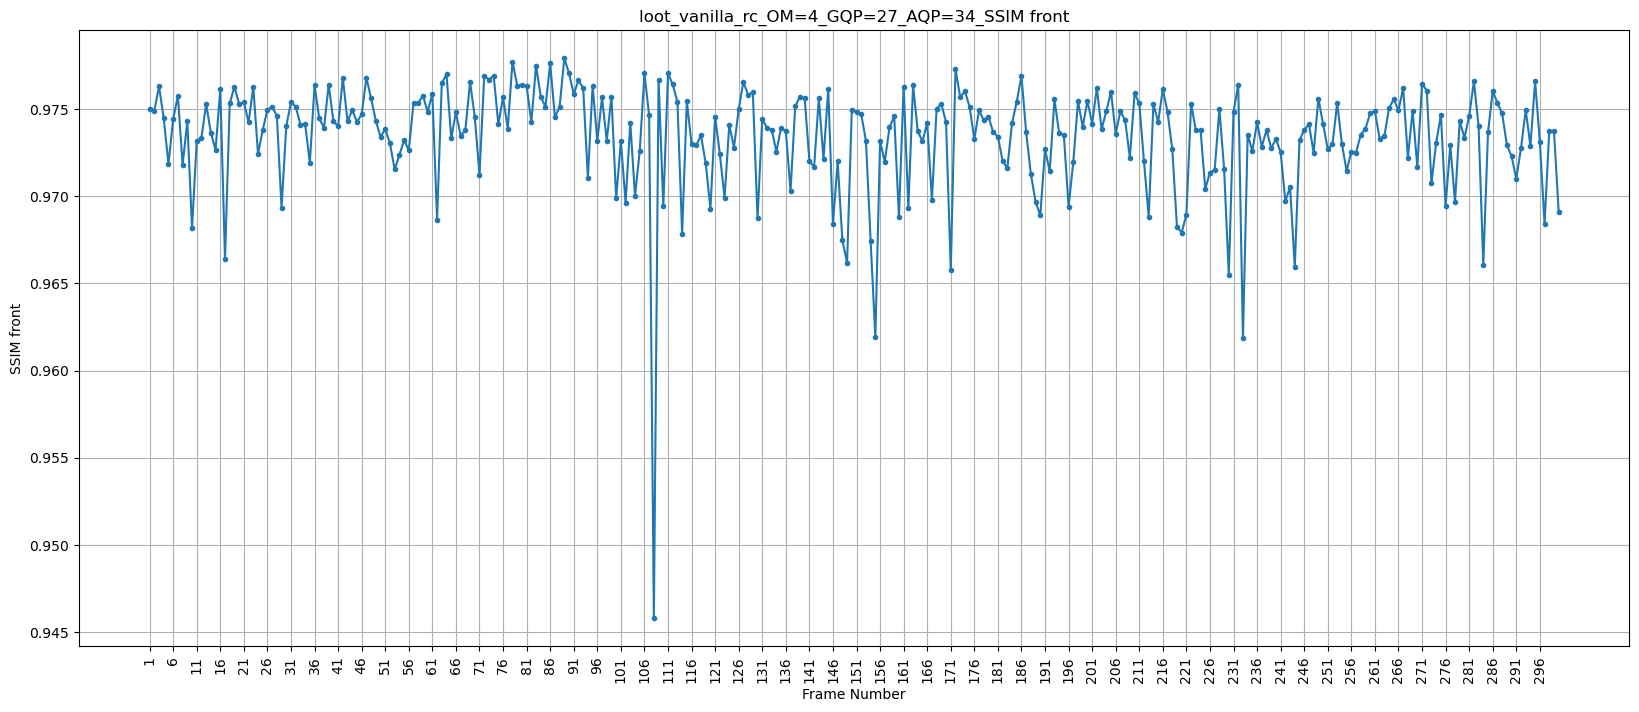 loot_vanilla_rc_OM=4_GQP=27_AQP=34_SSIM front
SSIM front
0.975
0.970
0.965
0.960
0.955
0.950
0.945
1 6 11 16 21 26 31 36 41 46 51 56 61 66 71 76 81 86 91 96 101 106 111 116 121 126 131 136 141 146 151 156 161 166 171 176 181 186 191 196 201 206 211 216 221 226 231 236 241 246 251 256 261 266 271 276 281 286 291 296
Frame Number